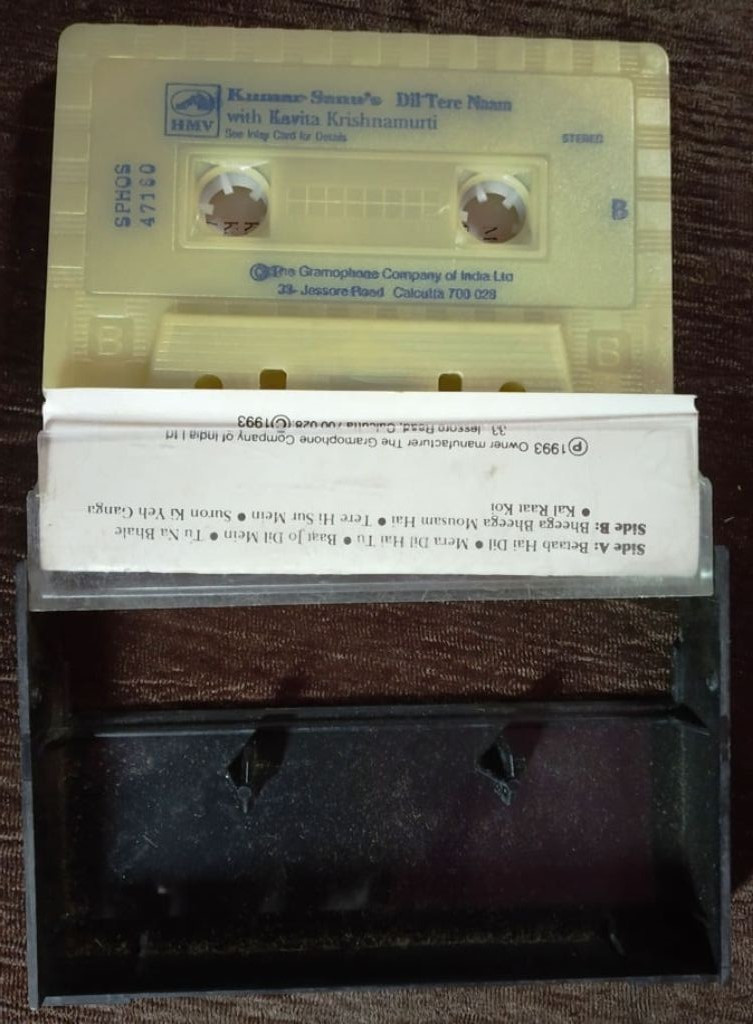 Kumar Sanu's Dil Tere Naam
with Kavita Krishnamurti
See Inlay Card for Details
HMV
STEREO
SPHOS
47180
B
Ⓟ The Gramophone Company of India Ltd
33- Jessore Road Calcutta 700 028
B
B
Side A: Betaab Hai Dil • Mera Dil Hai Tu • Baat Jo Dil Mein • Tu Na Bhale
Side B: Bheega Bheega Mousam Hai • Tere Hi Sur Mein • Suron Ki Yeh Ganga
• Kal Raat Koi
Ⓟ1993 Owner manufacturer The Gramophone Company of India Ltd
33 Jessore Road, Calcutta 700 028 Ⓒ1993